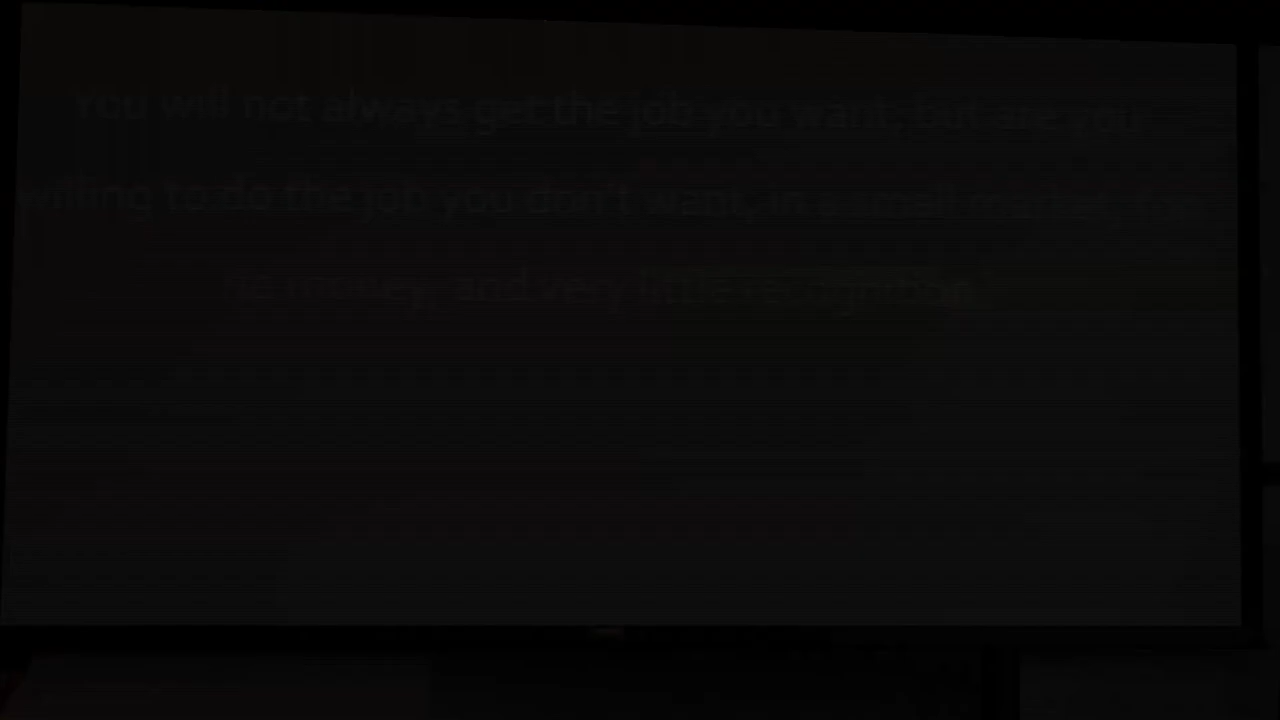 You will not always get the job you want, but are you
willing to do the job you don't want, in a small market, for
no money, and very little recognition